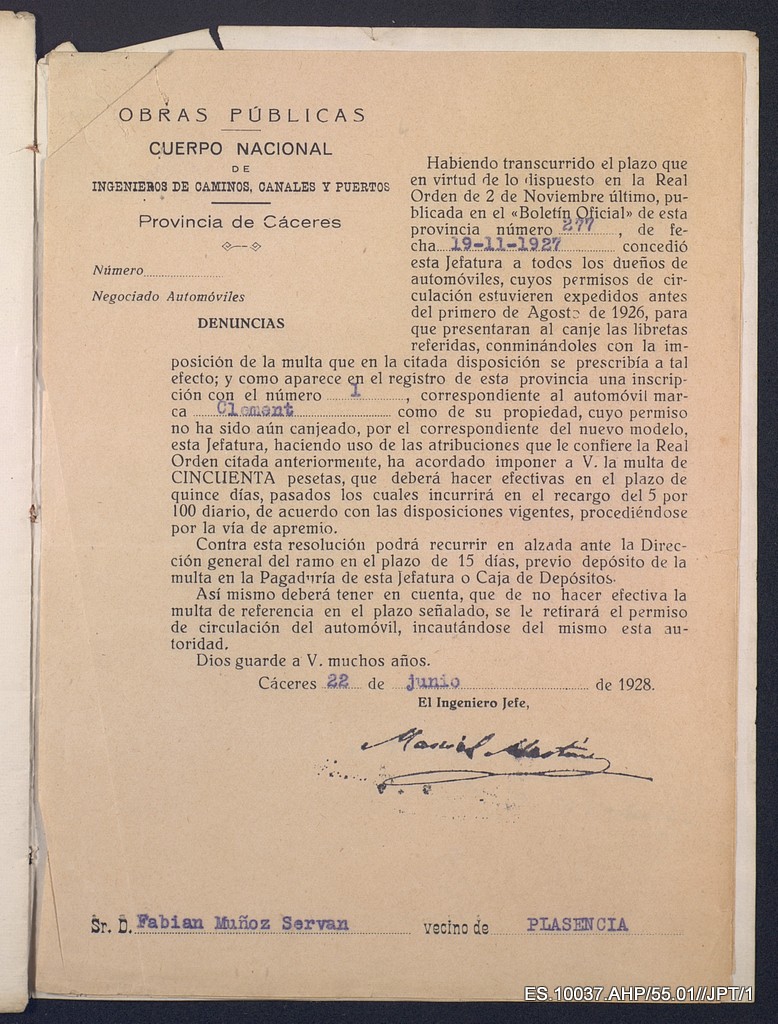 OBRAS PÚBLICAS
CUERPO NACIONAL
DE
INGENIEROS DE CAMINOS, CANALES Y PUERTOS
Provincia de Cáceres
Número
Negociado Automóviles
DENUNCIAS
Habiendo transcurrido el plazo que
en virtud de lo dispuesto en la Real
Orden de 2 de Noviembre último, pu-
blicada en el «Boletín Oficial» de esta
provincia número 277, de fe-
cha 19-11-1927 concedió
esta Jefatura a todos los dueños de
automóviles, cuyos permisos de cir-
culación estuvieren expedidos antes
del primero de Agosto de 1926, para
que presentaran al canje las libretas
referidas, conminándoles con la im-
posición de la multa que en la citada disposición se prescribía a tal
efecto; y como aparece en el registro de esta provincia una inscrip-
ción con el número 1, correspondiente al automóvil mar-
ca Clement como de su propiedad, cuyo permiso
no ha sido aún canjeado, por el correspondiente del nuevo modelo,
esta Jefatura, haciendo uso de las atribuciones que le confiere la Real
Orden citada anteriormente, ha acordado imponer a V. la multa de
CINCUENTA pesetas, que deberá hacer efectivas en el plazo de
quince días, pasados los cuales incurrirá en el recargo del 5 por
100 diario, de acuerdo con las disposiciones vigentes, procediéndose
por la vía de apremio.
Contra esta resolución podrá recurrir en alzada ante la Direc-
ción general del ramo en el plazo de 15 días, previo depósito de la
multa en la Pagaduría de esta Jefatura o Caja de Depósitos.
Así mismo deberá tener en cuenta, que de no hacer efectiva la
multa de referencia en el plazo señalado, se le retirará el permiso
de circulación del automóvil, incautándose del mismo esta au-
toridad.
Dios guarde a V. muchos años.
Cáceres 22 de junio de 1928.
El Ingeniero Jefe,
Sr. D. Fabian Muñoz Servan vecino de PLASENCIA
ES.10037.AHP/55.01//JPT/1